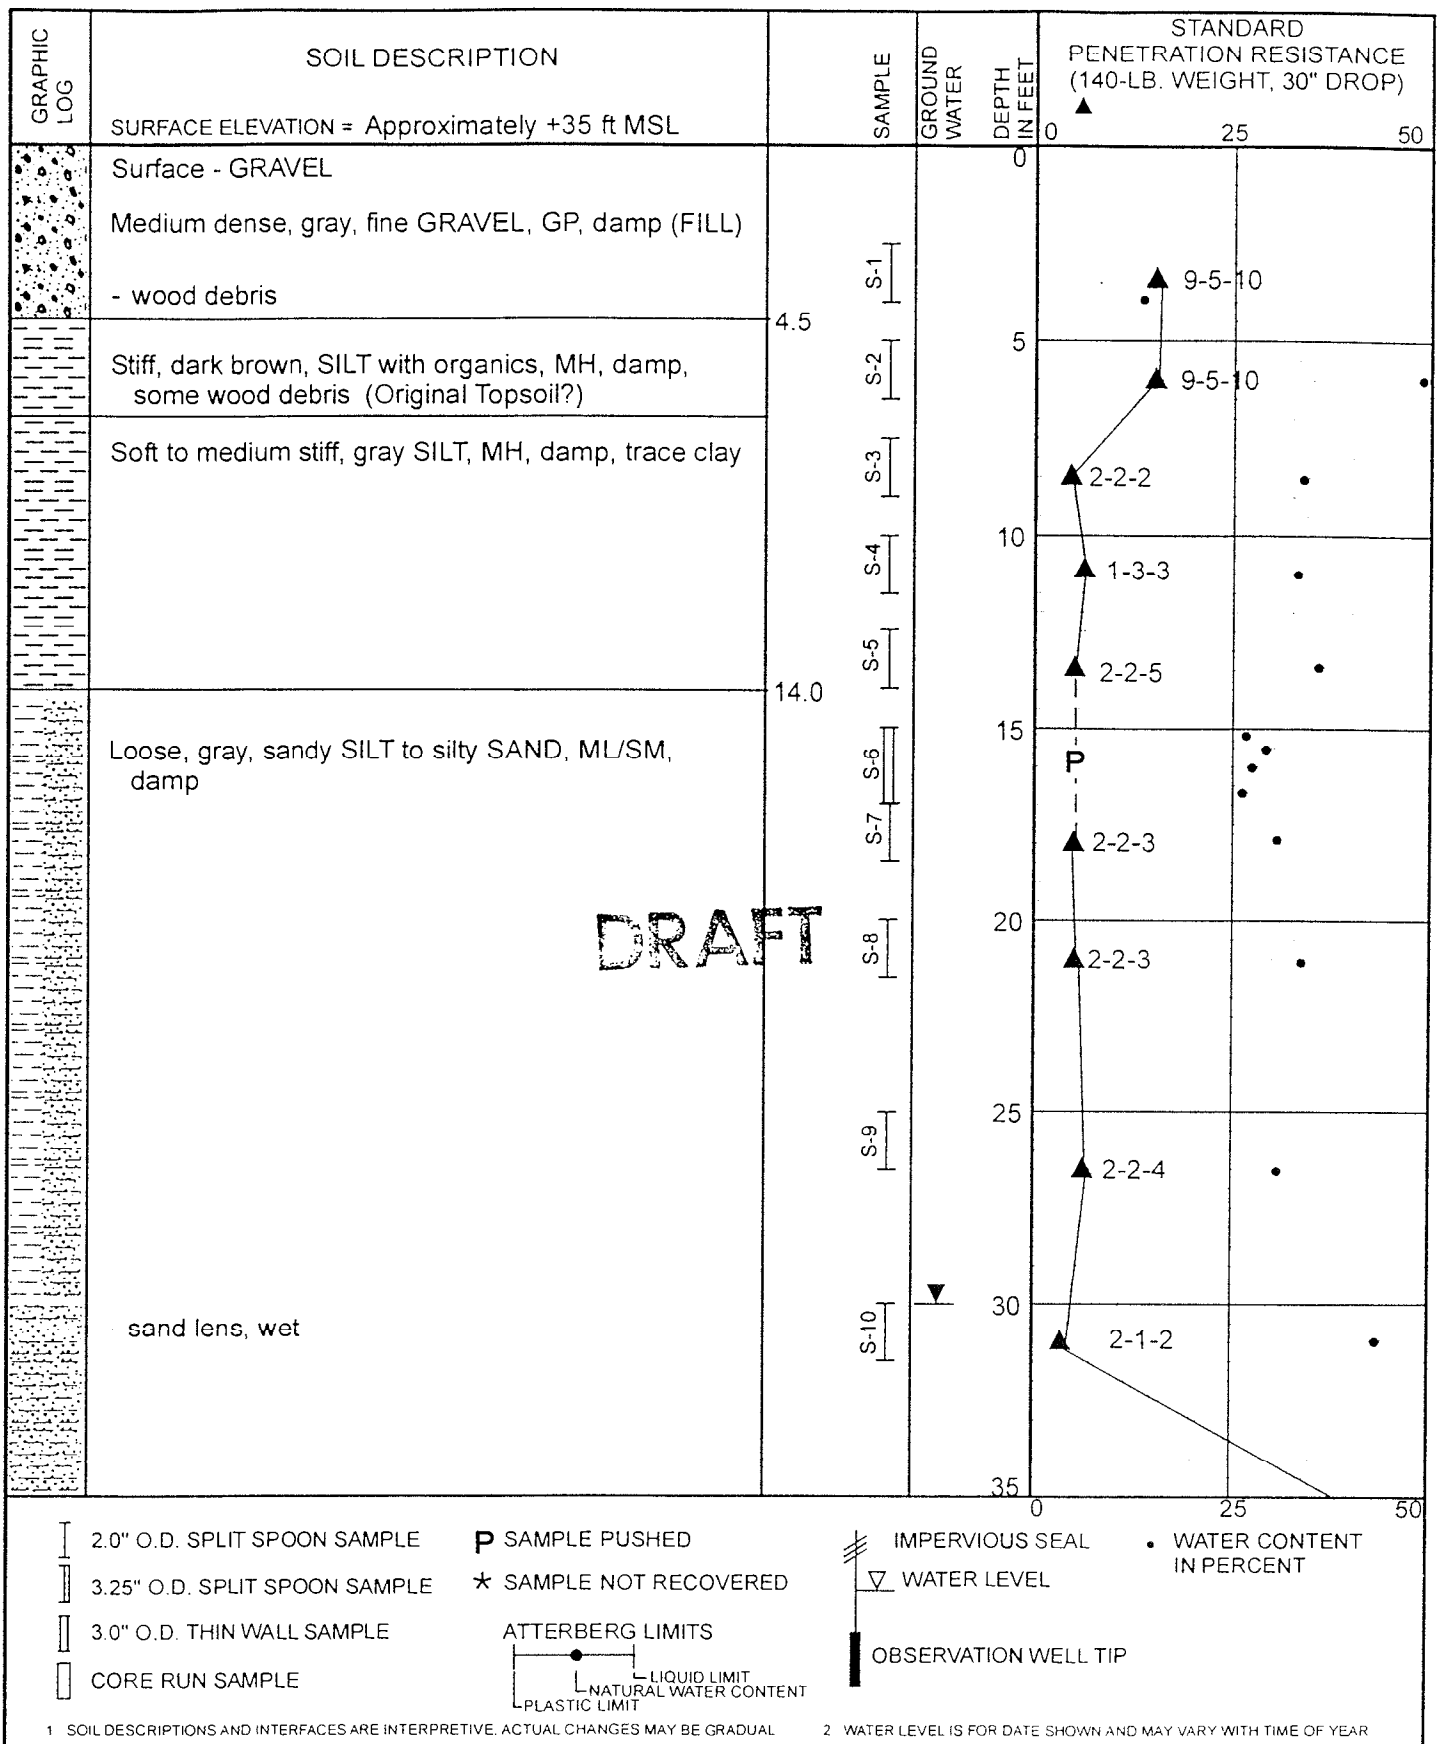 GRAPHIC
LOG
SOIL DESCRIPTION
SURFACE ELEVATION = Approximately +35 ft MSL
SAMPLE
GROUND
WATER
DEPTH
IN FEET
STANDARD
PENETRATION RESISTANCE
(140-LB. WEIGHT, 30" DROP)
0 25 50
Surface - GRAVEL
0
Medium dense, gray, fine GRAVEL, GP, damp (FILL)
S-1
9-5-10
- wood debris
4.5
5
Stiff, dark brown, SILT with organics, MH, damp,
some wood debris (Original Topsoil?)
S-2
9-5-10
Soft to medium stiff, gray SILT, MH, damp, trace clay
S-3
2-2-2
10
S-4
1-3-3
S-5
2-2-5
14.0
15
Loose, gray, sandy SILT to silty SAND, ML/SM,
damp
S-6
P
S-7
2-2-3
20
DRAFT
S-8
2-2-3
25
S-9
2-2-4
30
sand lens, wet
S-10
2-1-2
35
0 25 50
2.0" O.D. SPLIT SPOON SAMPLE
3.25" O.D. SPLIT SPOON SAMPLE
3.0" O.D. THIN WALL SAMPLE
CORE RUN SAMPLE
P SAMPLE PUSHED
* SAMPLE NOT RECOVERED
ATTERBERG LIMITS
LIQUID LIMIT
NATURAL WATER CONTENT
PLASTIC LIMIT
IMPERVIOUS SEAL
WATER LEVEL
OBSERVATION WELL TIP
• WATER CONTENT
IN PERCENT
1 SOIL DESCRIPTIONS AND INTERFACES ARE INTERPRETIVE. ACTUAL CHANGES MAY BE GRADUAL
2 WATER LEVEL IS FOR DATE SHOWN AND MAY VARY WITH TIME OF YEAR